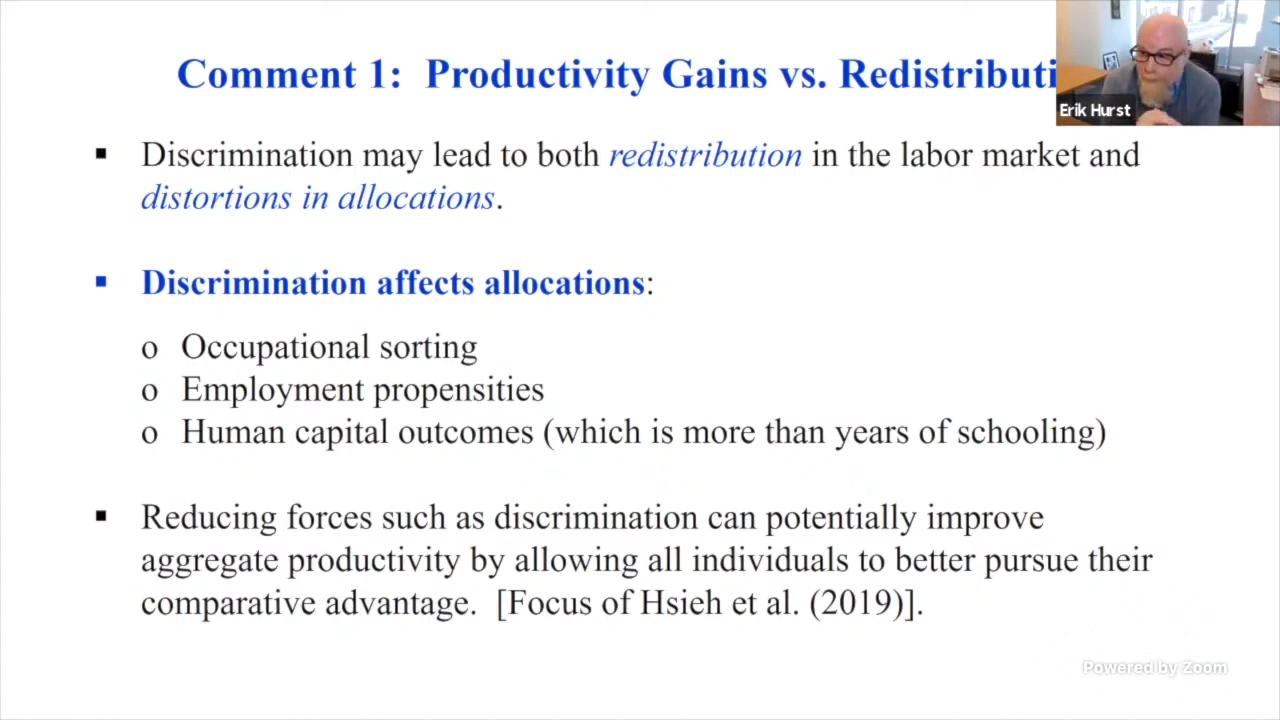 Comment 1: Productivity Gains vs. Redistributi
Erik Hurst
▪ Discrimination may lead to both redistribution in the labor market and
distortions in allocations.
▪ Discrimination affects allocations:
o Occupational sorting
o Employment propensities
o Human capital outcomes (which is more than years of schooling)
▪ Reducing forces such as discrimination can potentially improve
aggregate productivity by allowing all individuals to better pursue their
comparative advantage. [Focus of Hsieh et al. (2019)].
Powered by Zoom